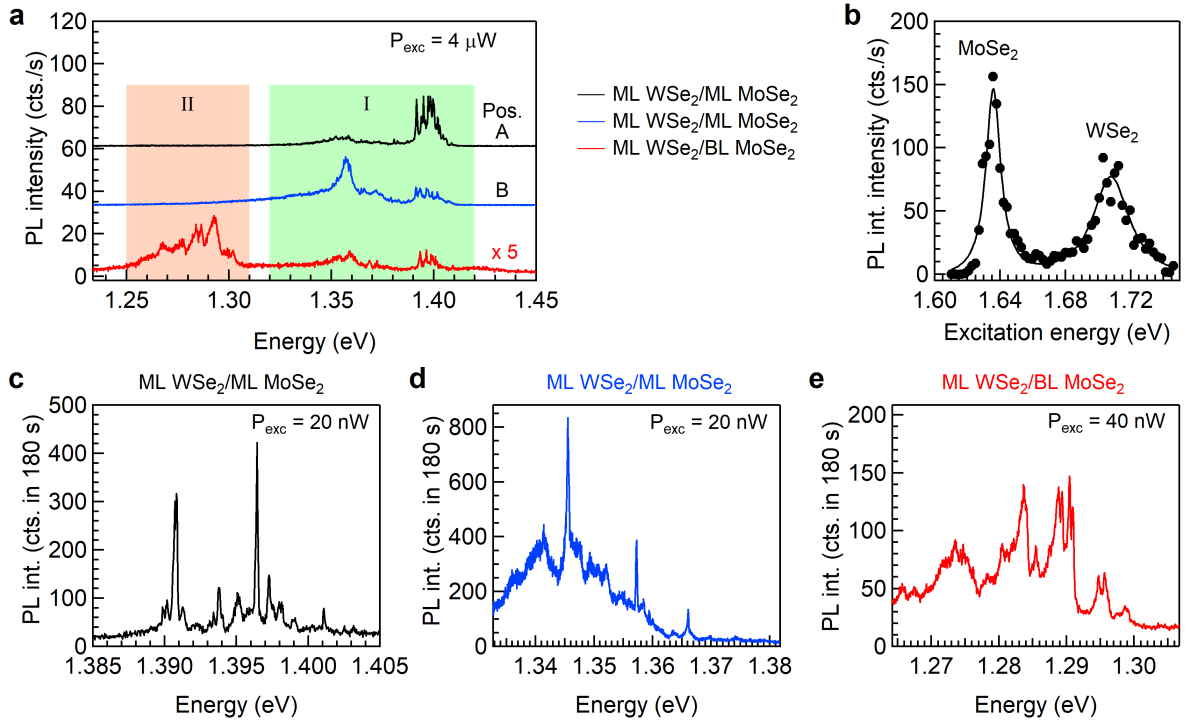 a
120
100
80
60
40
20
0
PL intensity (cts./s)
P_exc = 4 μW
II
I
Pos.
A
B
x 5
1.25
1.30
1.35
1.40
1.45
Energy (eV)
ML WSe₂/ML MoSe₂
ML WSe₂/ML MoSe₂
ML WSe₂/BL MoSe₂
b
200
150
100
50
0
PL int. intensity (cts./s)
MoSe₂
WSe₂
1.60
1.64
1.68
1.72
Excitation energy (eV)
c
ML WSe₂/ML MoSe₂
500
400
300
200
100
0
PL int. (cts. in 180 s)
P_exc = 20 nW
1.385
1.390
1.395
1.400
1.405
Energy (eV)
d
ML WSe₂/ML MoSe₂
800
600
400
200
0
PL int. (cts. in 180 s)
P_exc = 20 nW
1.34
1.35
1.36
1.37
1.38
Energy (eV)
e
ML WSe₂/BL MoSe₂
200
150
100
50
0
PL int. (cts. in 180 s)
P_exc = 40 nW
1.27
1.28
1.29
1.30
Energy (eV)